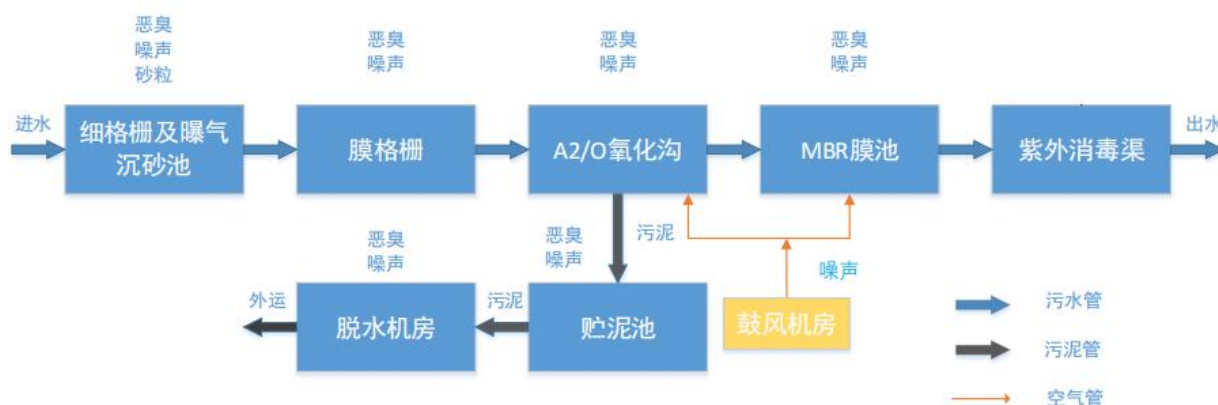 恶臭
噪声
砂粒
恶臭
噪声
恶臭
噪声
恶臭
噪声
进水
细格栅及曝气
沉砂池
膜格栅
A2/O氧化沟
MBR膜池
紫外消毒渠
出水
恶臭
噪声
恶臭
噪声
污泥
噪声
外运
脱水机房
污泥
贮泥池
鼓风机房
污水管
污泥管
空气管